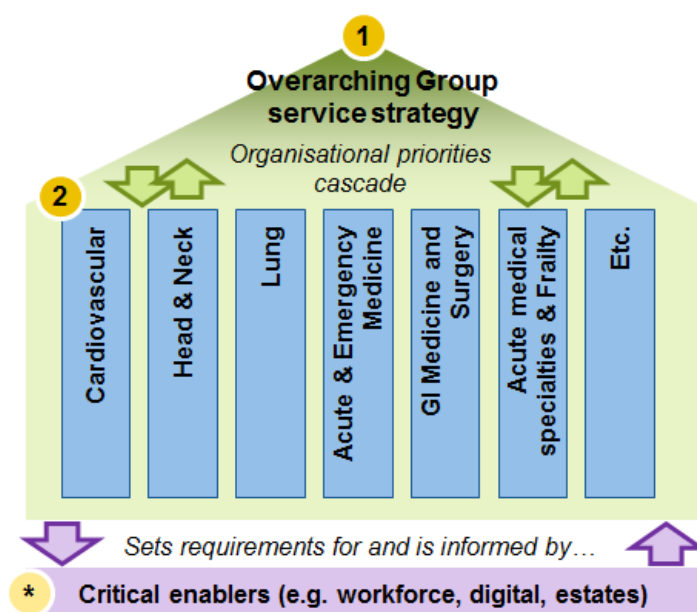 1
Overarching Group
service strategy
Organisational priorities
cascade
2
Cardiovascular
Head & Neck
Lung
Acute & Emergency
Medicine
GI Medicine and
Surgery
Acute medical
specialties & Frailty
Etc.
Sets requirements for and is informed by…
* Critical enablers (e.g. workforce, digital, estates)